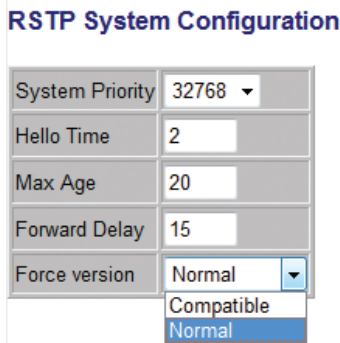 RSTP System Configuration
System Priority 32768
Hello Time 2
Max Age 20
Forward Delay 15
Force version Normal
Compatible
Normal